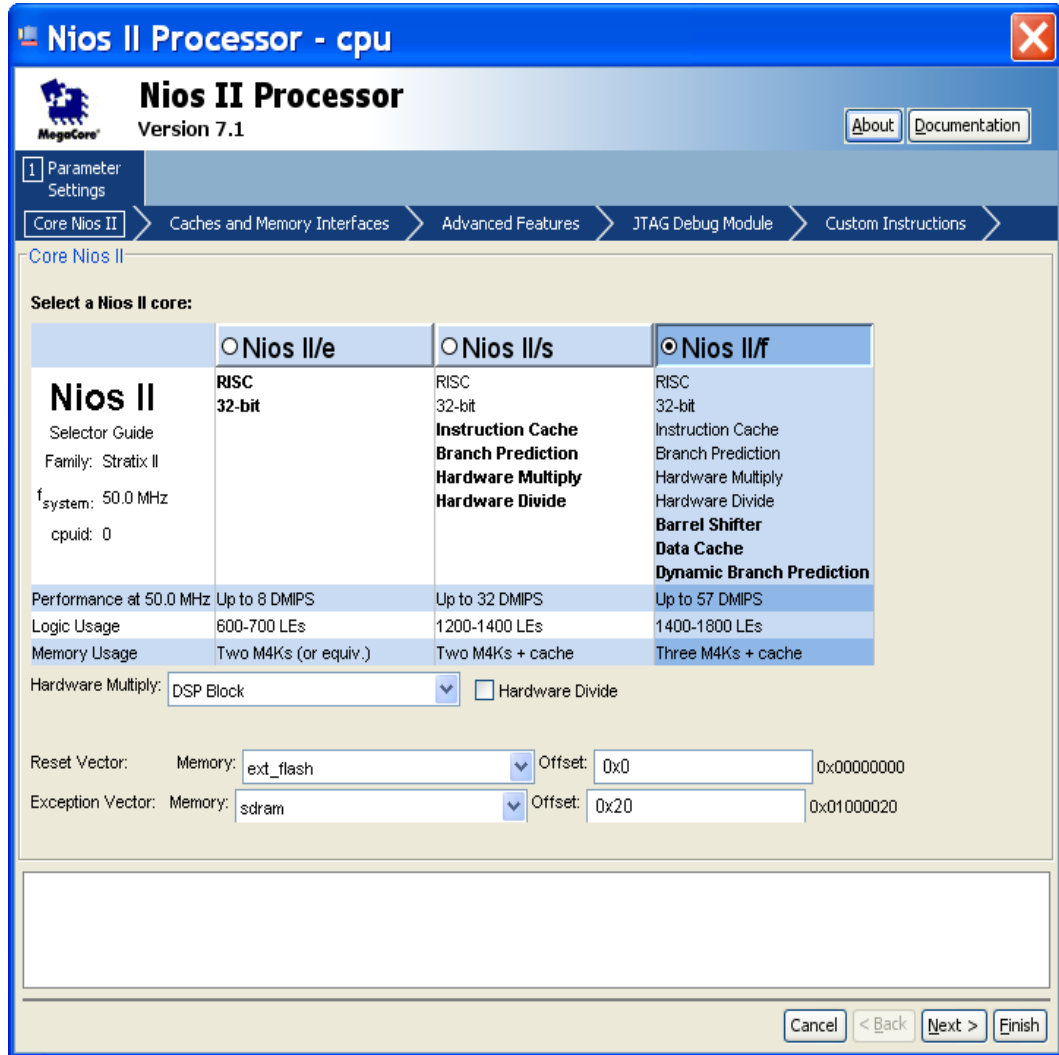 Nios II Processor - cpu
MegaCore®
Nios II Processor
Version 7.1
About
Documentation
1 Parameter
Settings
Core Nios II
Caches and Memory Interfaces
Advanced Features
JTAG Debug Module
Custom Instructions
Core Nios II
Select a Nios II core:
Nios II/e
Nios II/s
Nios II/f
Nios II
Selector Guide
Family: Stratix II
fsystem: 50.0 MHz
cpuid: 0
RISC
32-bit
RISC
32-bit
Instruction Cache
Branch Prediction
Hardware Multiply
Hardware Divide
RISC
32-bit
Instruction Cache
Branch Prediction
Hardware Multiply
Hardware Divide
Barrel Shifter
Data Cache
Dynamic Branch Prediction
Performance at 50.0 MHz Up to 8 DMIPS Up to 32 DMIPS Up to 57 DMIPS
Logic Usage 600-700 LEs 1200-1400 LEs 1400-1800 LEs
Memory Usage Two M4Ks (or equiv.) Two M4Ks + cache Three M4Ks + cache
Hardware Multiply: DSP Block Hardware Divide
Reset Vector: Memory: ext_flash Offset: 0x0 0x00000000
Exception Vector: Memory: sdram Offset: 0x20 0x01000020
Cancel
< Back
Next >
Finish